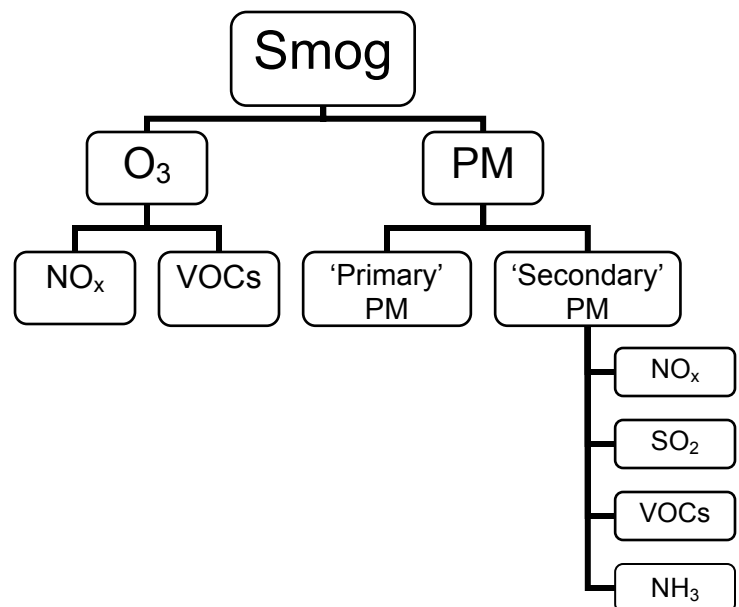 Smog
O₃
PM
NOₓ
VOCs
‘Primary’
PM
‘Secondary’
PM
NOₓ
SO₂
VOCs
NH₃